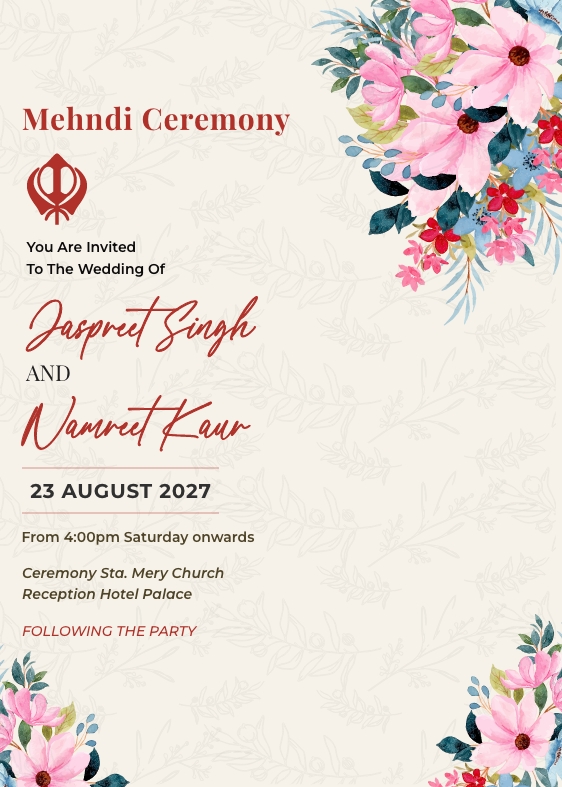 Mehndi Ceremony
You Are Invited
To The Wedding Of
Jaspreet Singh
AND
Namreet Kaur
23 AUGUST 2027
From 4:00pm Saturday onwards
Ceremony Sta. Mery Church
Reception Hotel Palace
FOLLOWING THE PARTY